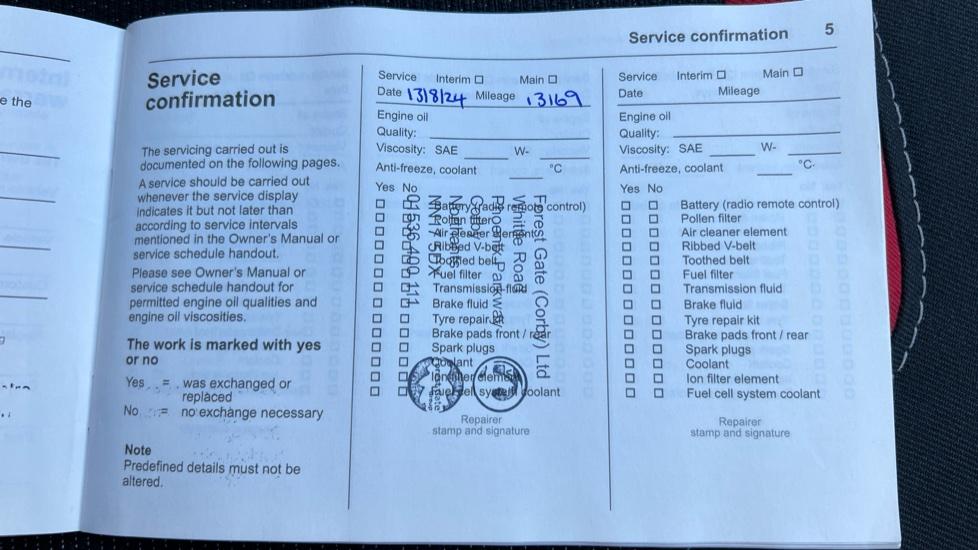 Service confirmation 5
Service
confirmation
The servicing carried out is
documented on the following pages.
A service should be carried out
whenever the service display
indicates it but not later than
according to service intervals
mentioned in the Owner's Manual or
service schedule handout.
Please see Owner's Manual or
service schedule handout for
permitted engine oil qualities and
engine oil viscosities.
The work is marked with yes
or no
Yes = was exchanged or
replaced
No = no exchange necessary
Note
Predefined details must not be
altered.
Service Interim ☐ Main ☐
Date 13/8/24 Mileage 13169
Engine oil
Quality:
Viscosity: SAE W-
Anti-freeze, coolant °C
Yes No
☐ ☐ Battery (radio remote control)
☐ ☐ Pollen filter
☐ ☐ Air cleaner element
☐ ☐ Ribbed V-belt
☐ ☐ Toothed belt
☐ ☐ Fuel filter
☐ ☐ Transmission fluid
☐ ☐ Brake fluid
☐ ☐ Tyre repair kit
☐ ☐ Brake pads front / rear
☐ ☐ Spark plugs
☐ ☐ Coolant
☐ ☐ Ion filter element
☐ ☐ Fuel cell system coolant
Repairer
stamp and signature
Forest Gate (Corby) Ltd
Whittle Road
Phoenix Parkway
Corby
NN17 5DX
01536 400 111
Service Interim ☐ Main ☐
Date Mileage
Engine oil
Quality:
Viscosity: SAE W-
Anti-freeze, coolant °C
Yes No
☐ ☐ Battery (radio remote control)
☐ ☐ Pollen filter
☐ ☐ Air cleaner element
☐ ☐ Ribbed V-belt
☐ ☐ Toothed belt
☐ ☐ Fuel filter
☐ ☐ Transmission fluid
☐ ☐ Brake fluid
☐ ☐ Tyre repair kit
☐ ☐ Brake pads front / rear
☐ ☐ Spark plugs
☐ ☐ Coolant
☐ ☐ Ion filter element
☐ ☐ Fuel cell system coolant
Repairer
stamp and signature
e the